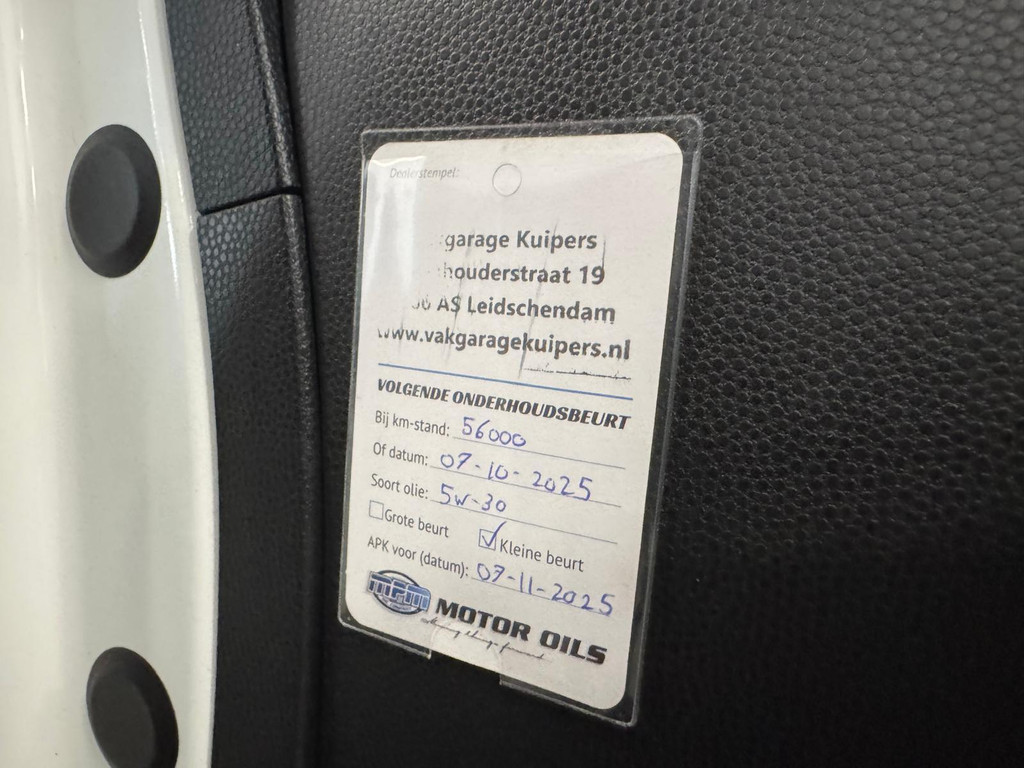 Dealerstempel:
garage Kuipers
houderstraat 19
AS Leidschendam
www.vakgaragekuipers.nl
VOLGENDE ONDERHOUDSBEURT
Bij km-stand: 56000
Of datum: 07-10-2025
Soort olie: 5w-30
Grote beurt Kleine beurt
APK voor (datum): 07-11-2025
MPM MOTOR OILS